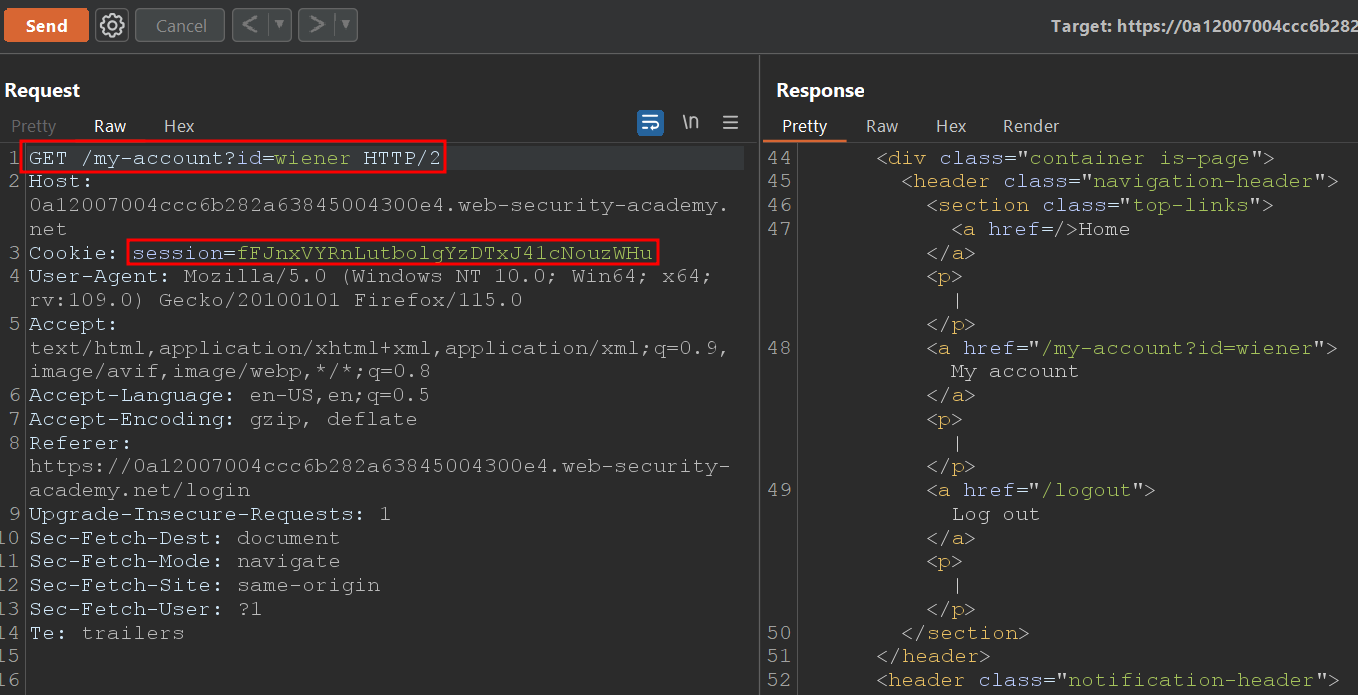 Send Cancel < > Target: https://0a12007004ccc6b282
Request
Pretty Raw Hex \n
1 GET /my-account?id=wiener HTTP/2
2 Host:
0a12007004ccc6b282a63845004300e4.web-security-academy.
net
3 Cookie: session=fFJnxVYRnLutbolgYzDTxJ41cNouzWHu
4 User-Agent: Mozilla/5.0 (Windows NT 10.0; Win64; x64;
rv:109.0) Gecko/20100101 Firefox/115.0
5 Accept:
text/html,application/xhtml+xml,application/xml;q=0.9,
image/avif,image/webp,*/*;q=0.8
6 Accept-Language: en-US,en;q=0.5
7 Accept-Encoding: gzip, deflate
8 Referer:
https://0a12007004ccc6b282a63845004300e4.web-security-
academy.net/login
9 Upgrade-Insecure-Requests: 1
10 Sec-Fetch-Dest: document
11 Sec-Fetch-Mode: navigate
12 Sec-Fetch-Site: same-origin
13 Sec-Fetch-User: ?1
14 Te: trailers
15
16
Response
Pretty Raw Hex Render
44 <div class="container is-page">
45 <header class="navigation-header">
46 <section class="top-links">
47 <a href=/>Home
</a>
<p>
|
</p>
48 <a href="/my-account?id=wiener">
My account
</a>
<p>
|
</p>
49 <a href="/logout">
Log out
</a>
<p>
|
</p>
50 </section>
51 </header>
52 <header class="notification-header">